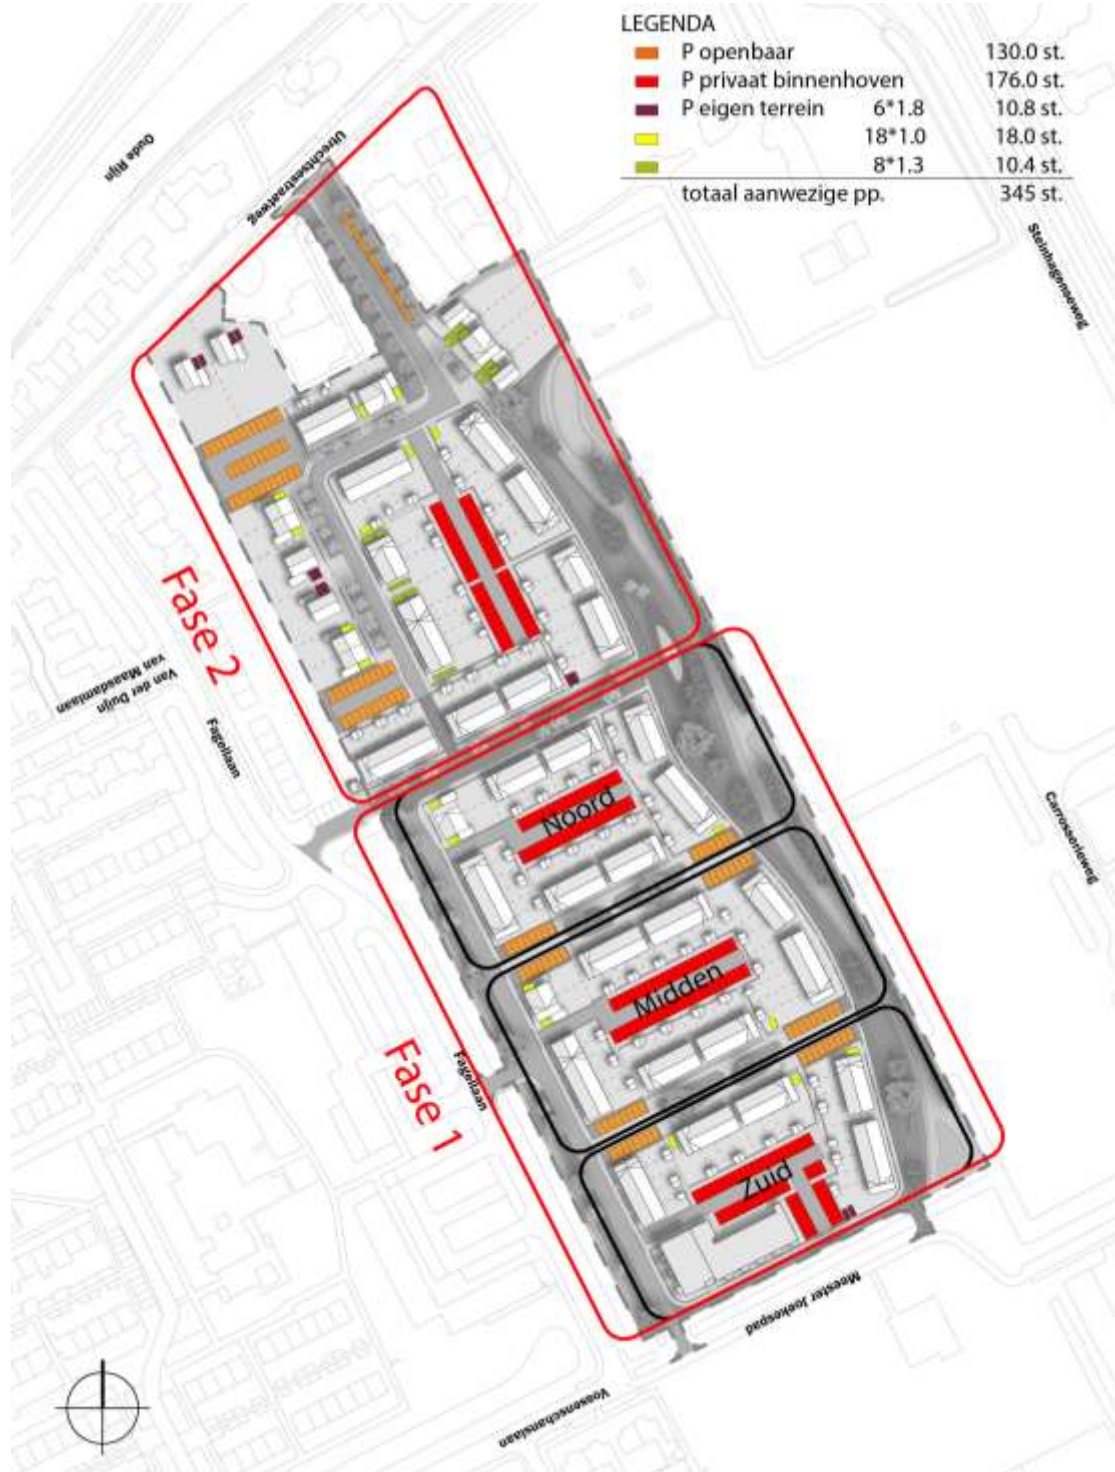 LEGENDA
P openbaar 130.0 st.
P privaat binnenhoven 176.0 st.
P eigen terrein 6*1.8 10.8 st.
18*1.0 18.0 st.
8*1.3 10.4 st.
totaal aanwezige pp. 345 st.
Oude Rijn
Utrechtsestraatweg
Steinhagenseweg
Fase 2
Van der Duijn
van Maasdamlaan
Fagellaan
Noord
Carrosserieweg
Midden
Fase 1
Fagellaan
Zuid
Meester Joekespad
Vossenschanslaan